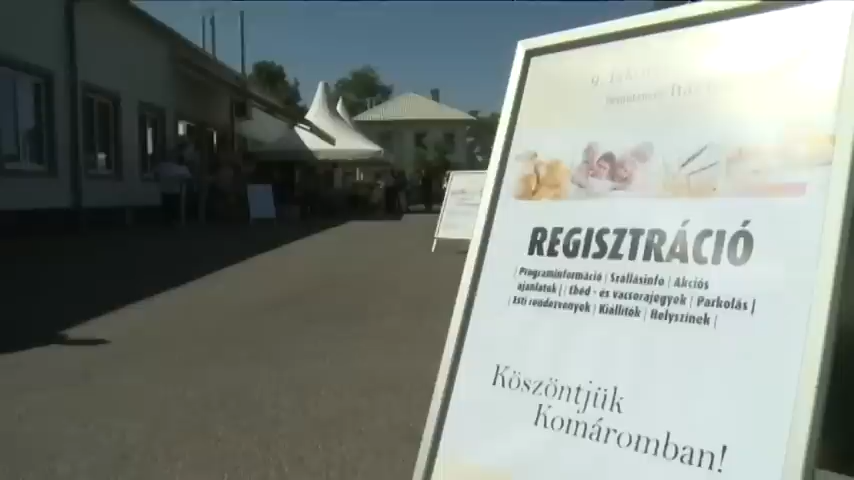 REGISZTRÁCIÓ
Programinformáció | Szállásinfo | Akciós
ajánlatok | Ebéd - és vacsorajegyek | Parkolás |
Esti rendezvények | Kiállítók | Helyszínek |
Köszöntjük
Komáromban!